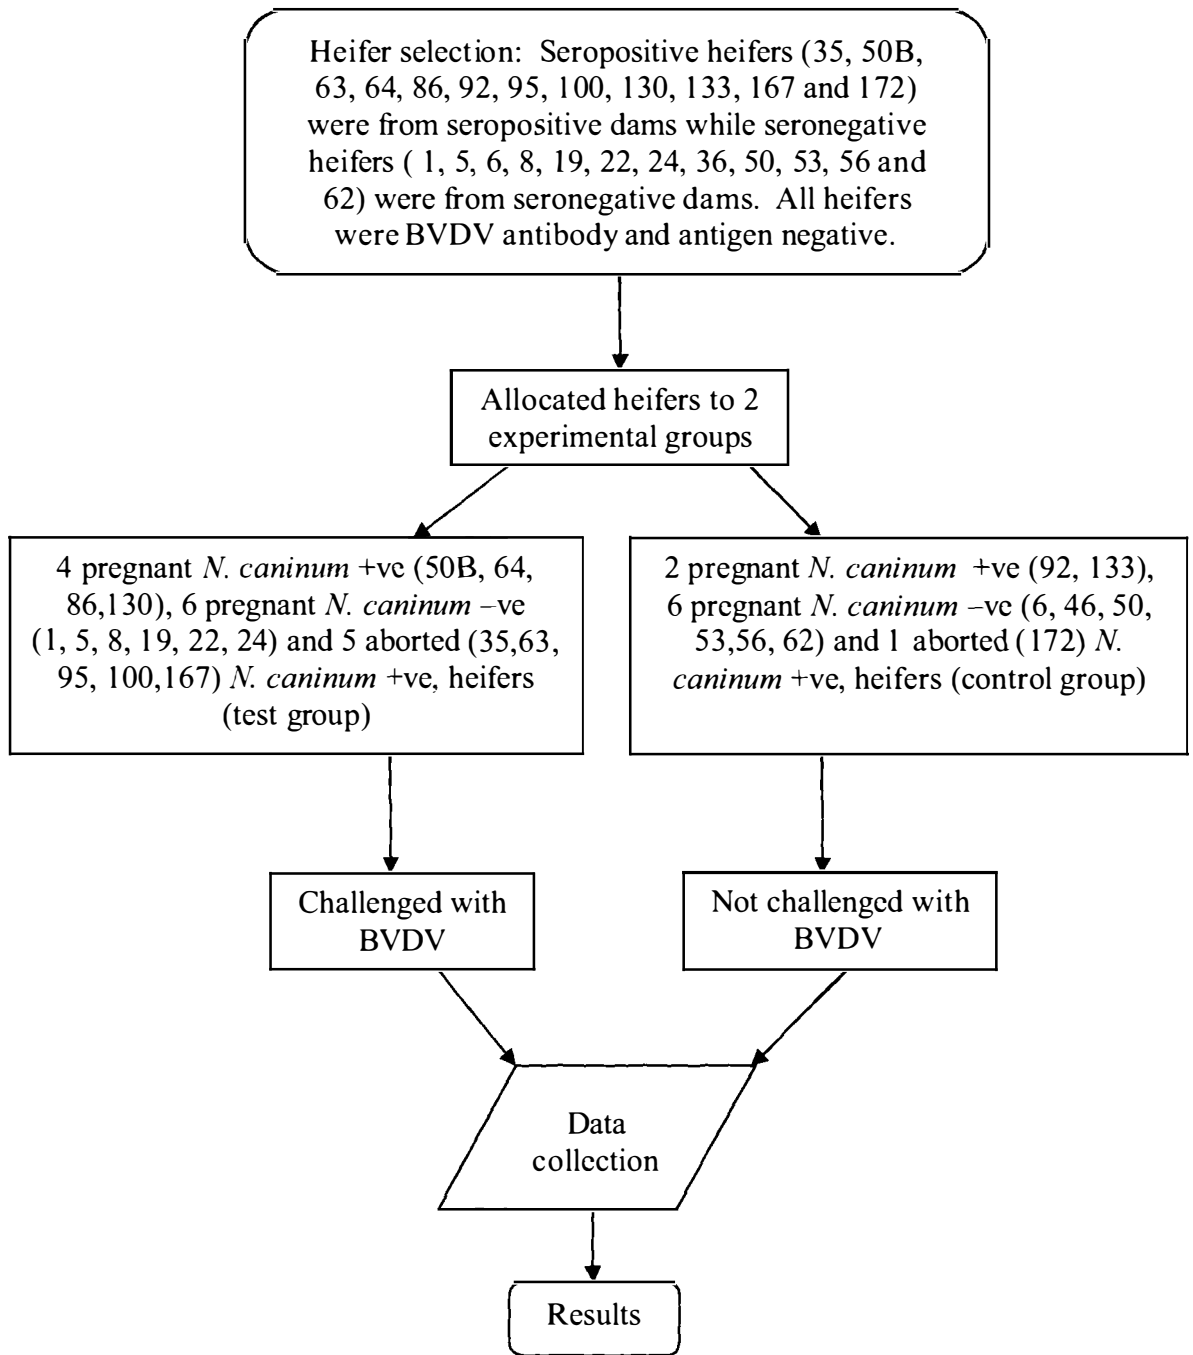 Heifer selection: Seropositive heifers (35, 50B,
63, 64, 86, 92, 95, 100, 130, 133, 167 and 172)
were from seropositive dams while seronegative
heifers ( 1, 5, 6, 8, 19, 22, 24, 36, 50, 53, 56 and
62) were from seronegative dams. All heifers
were BVDV antibody and antigen negative.
Allocated heifers to 2
experimental groups
4 pregnant N. caninum +ve (50B, 64,
86,130), 6 pregnant N. caninum –ve
(1, 5, 8, 19, 22, 24) and 5 aborted (35,63,
95, 100,167) N. caninum +ve, heifers
(test group)
2 pregnant N. caninum +ve (92, 133),
6 pregnant N. caninum –ve (6, 46, 50,
53,56, 62) and 1 aborted (172) N.
caninum +ve, heifers (control group)
Challenged with
BVDV
Not challenged with
BVDV
Data
collection
Results